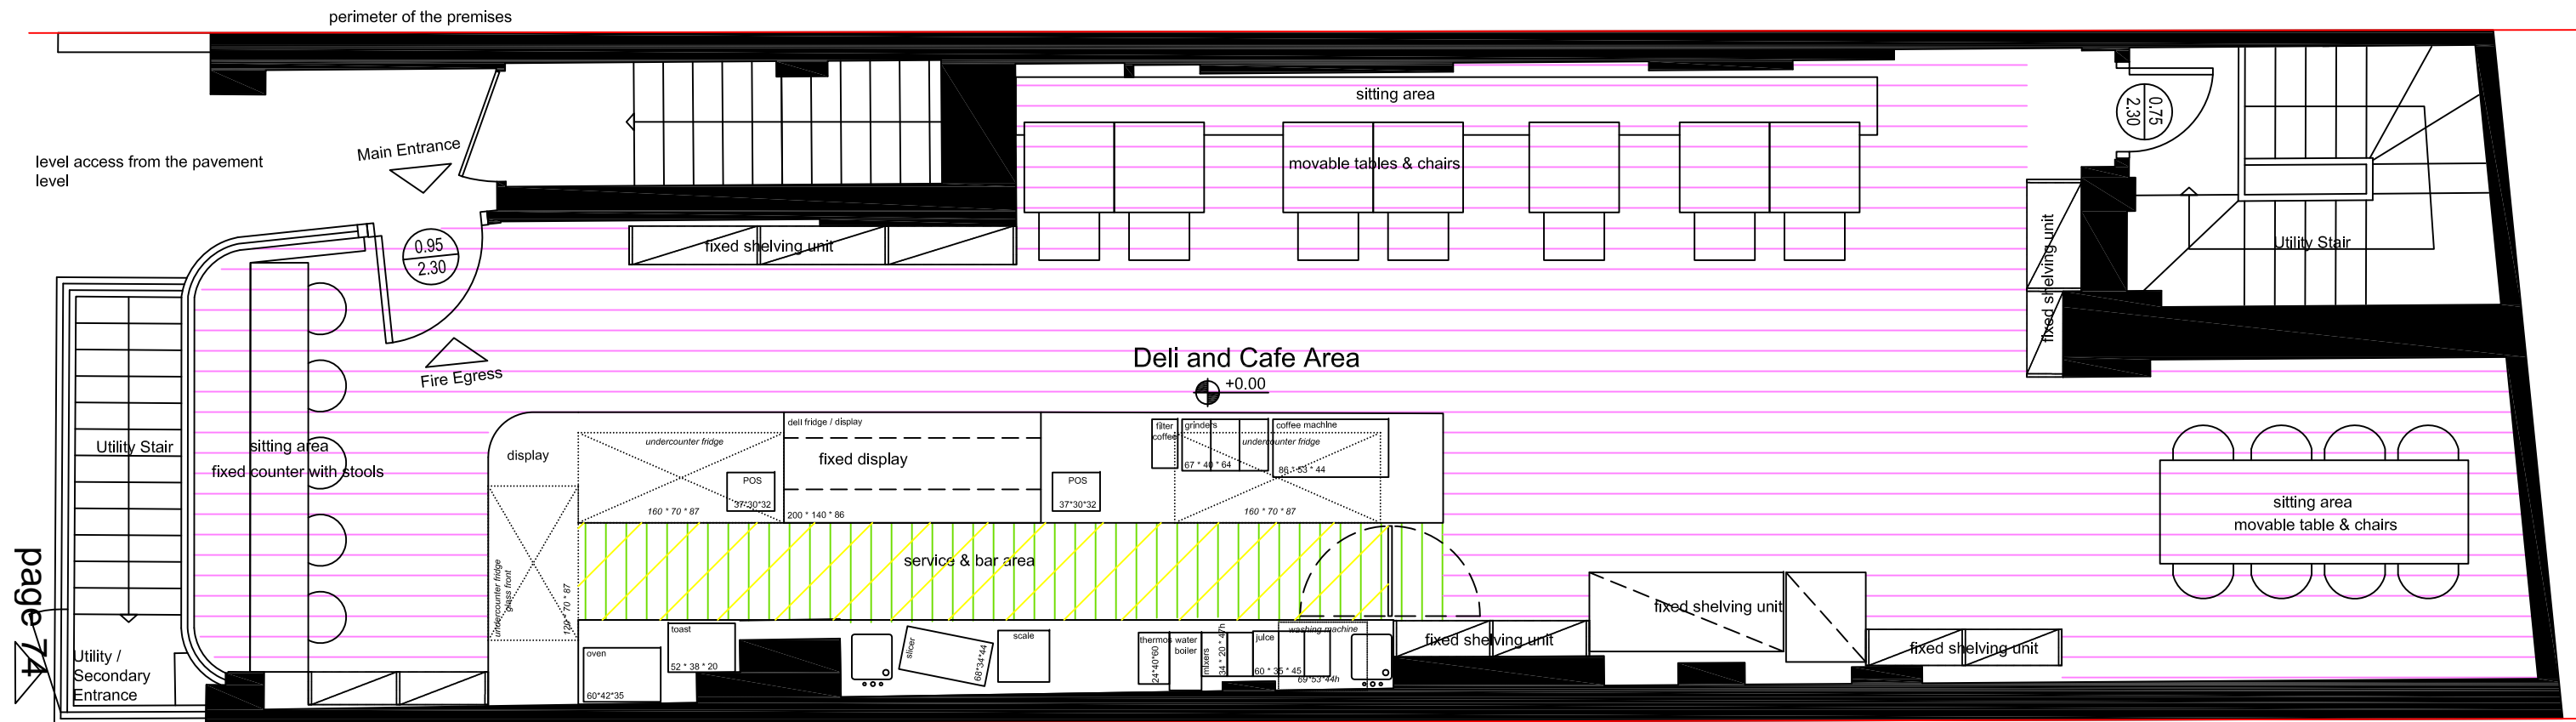 perimeter of the premises
level access from the pavement
level
Main Entrance
0.95
2.30
Fire Egress
fixed shelving unit
sitting area
movable tables & chairs
0.75
2.30
fixed shelving unit
Utility Stair
Deli and Cafe Area
+0.00
Utility Stair
sitting area
fixed counter with stools
display
undercounter fridge
160 * 70 * 87
POS
37*30*32
deli fridge / display
fixed display
200 * 140 * 86
POS
37*30*32
filter
coffee
grinders
67 * 40 * 64
coffee machine
86 * 53 * 44
undercounter fridge
160 * 70 * 87
undercounter fridge
glass front
120 * 70 * 87
service & bar area
sitting area
movable table & chairs
page 74
Utility /
Secondary
Entrance
oven
60*42*35
toast
52 * 38 * 20
slicer
68*34*44
scale
thermos
24*40*60
water
boiler
mixers
34 * 20 * 47h
juice
60 * 35 * 45
washing machine
69*53*44h
fixed shelving unit
fixed shelving unit
fixed shelving unit